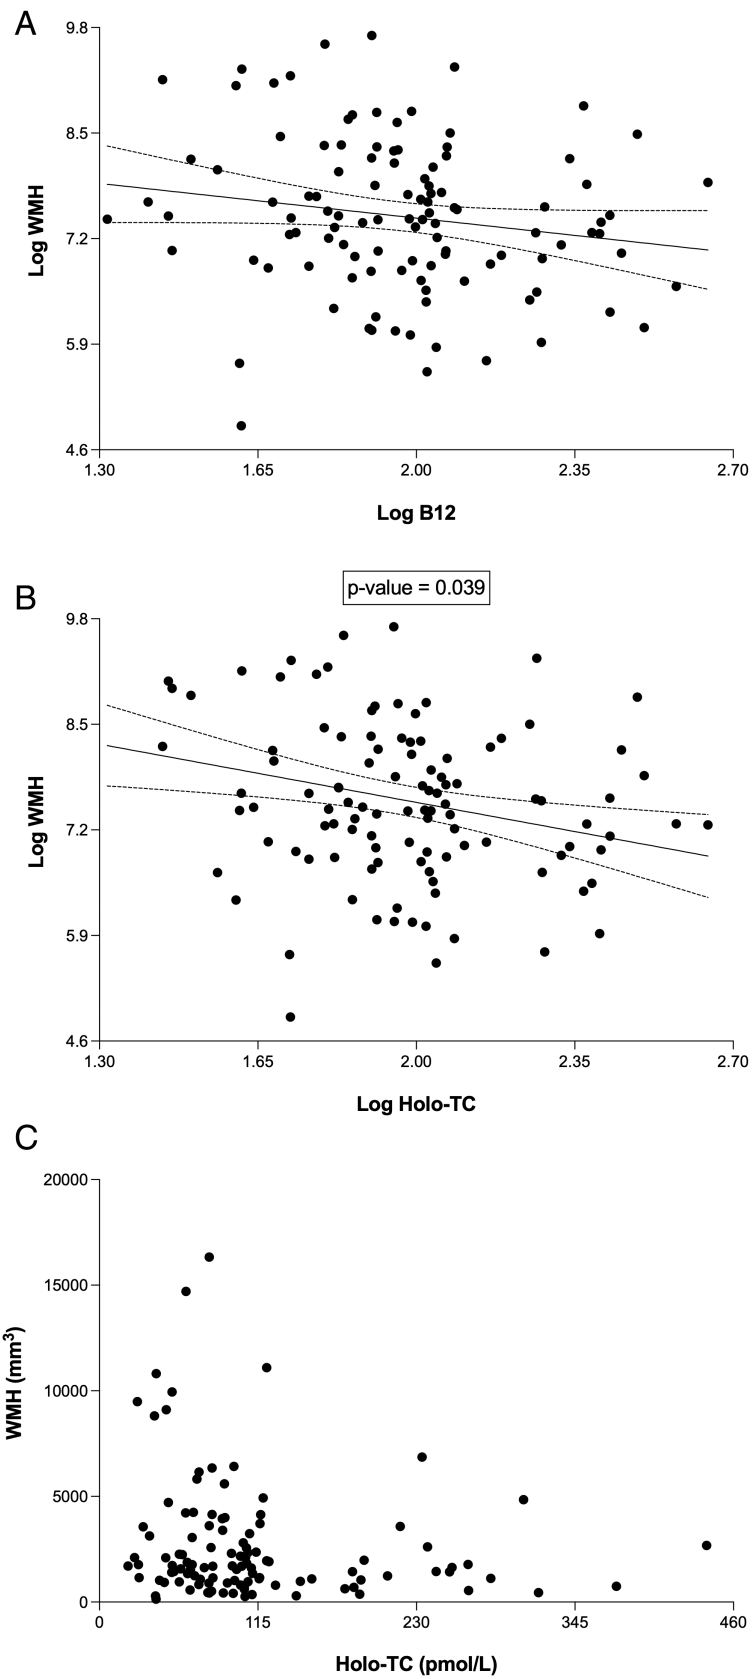 A
9.8
8.5
7.2
5.9
4.6
Log WMH
1.30 1.65 2.00 2.35 2.70
Log B12
p-value = 0.039
B
9.8
8.5
7.2
5.9
4.6
Log WMH
1.30 1.65 2.00 2.35 2.70
Log Holo-TC
C
20000
15000
10000
5000
0
WMH (mm³)
0 115 230 345 460
Holo-TC (pmol/L)